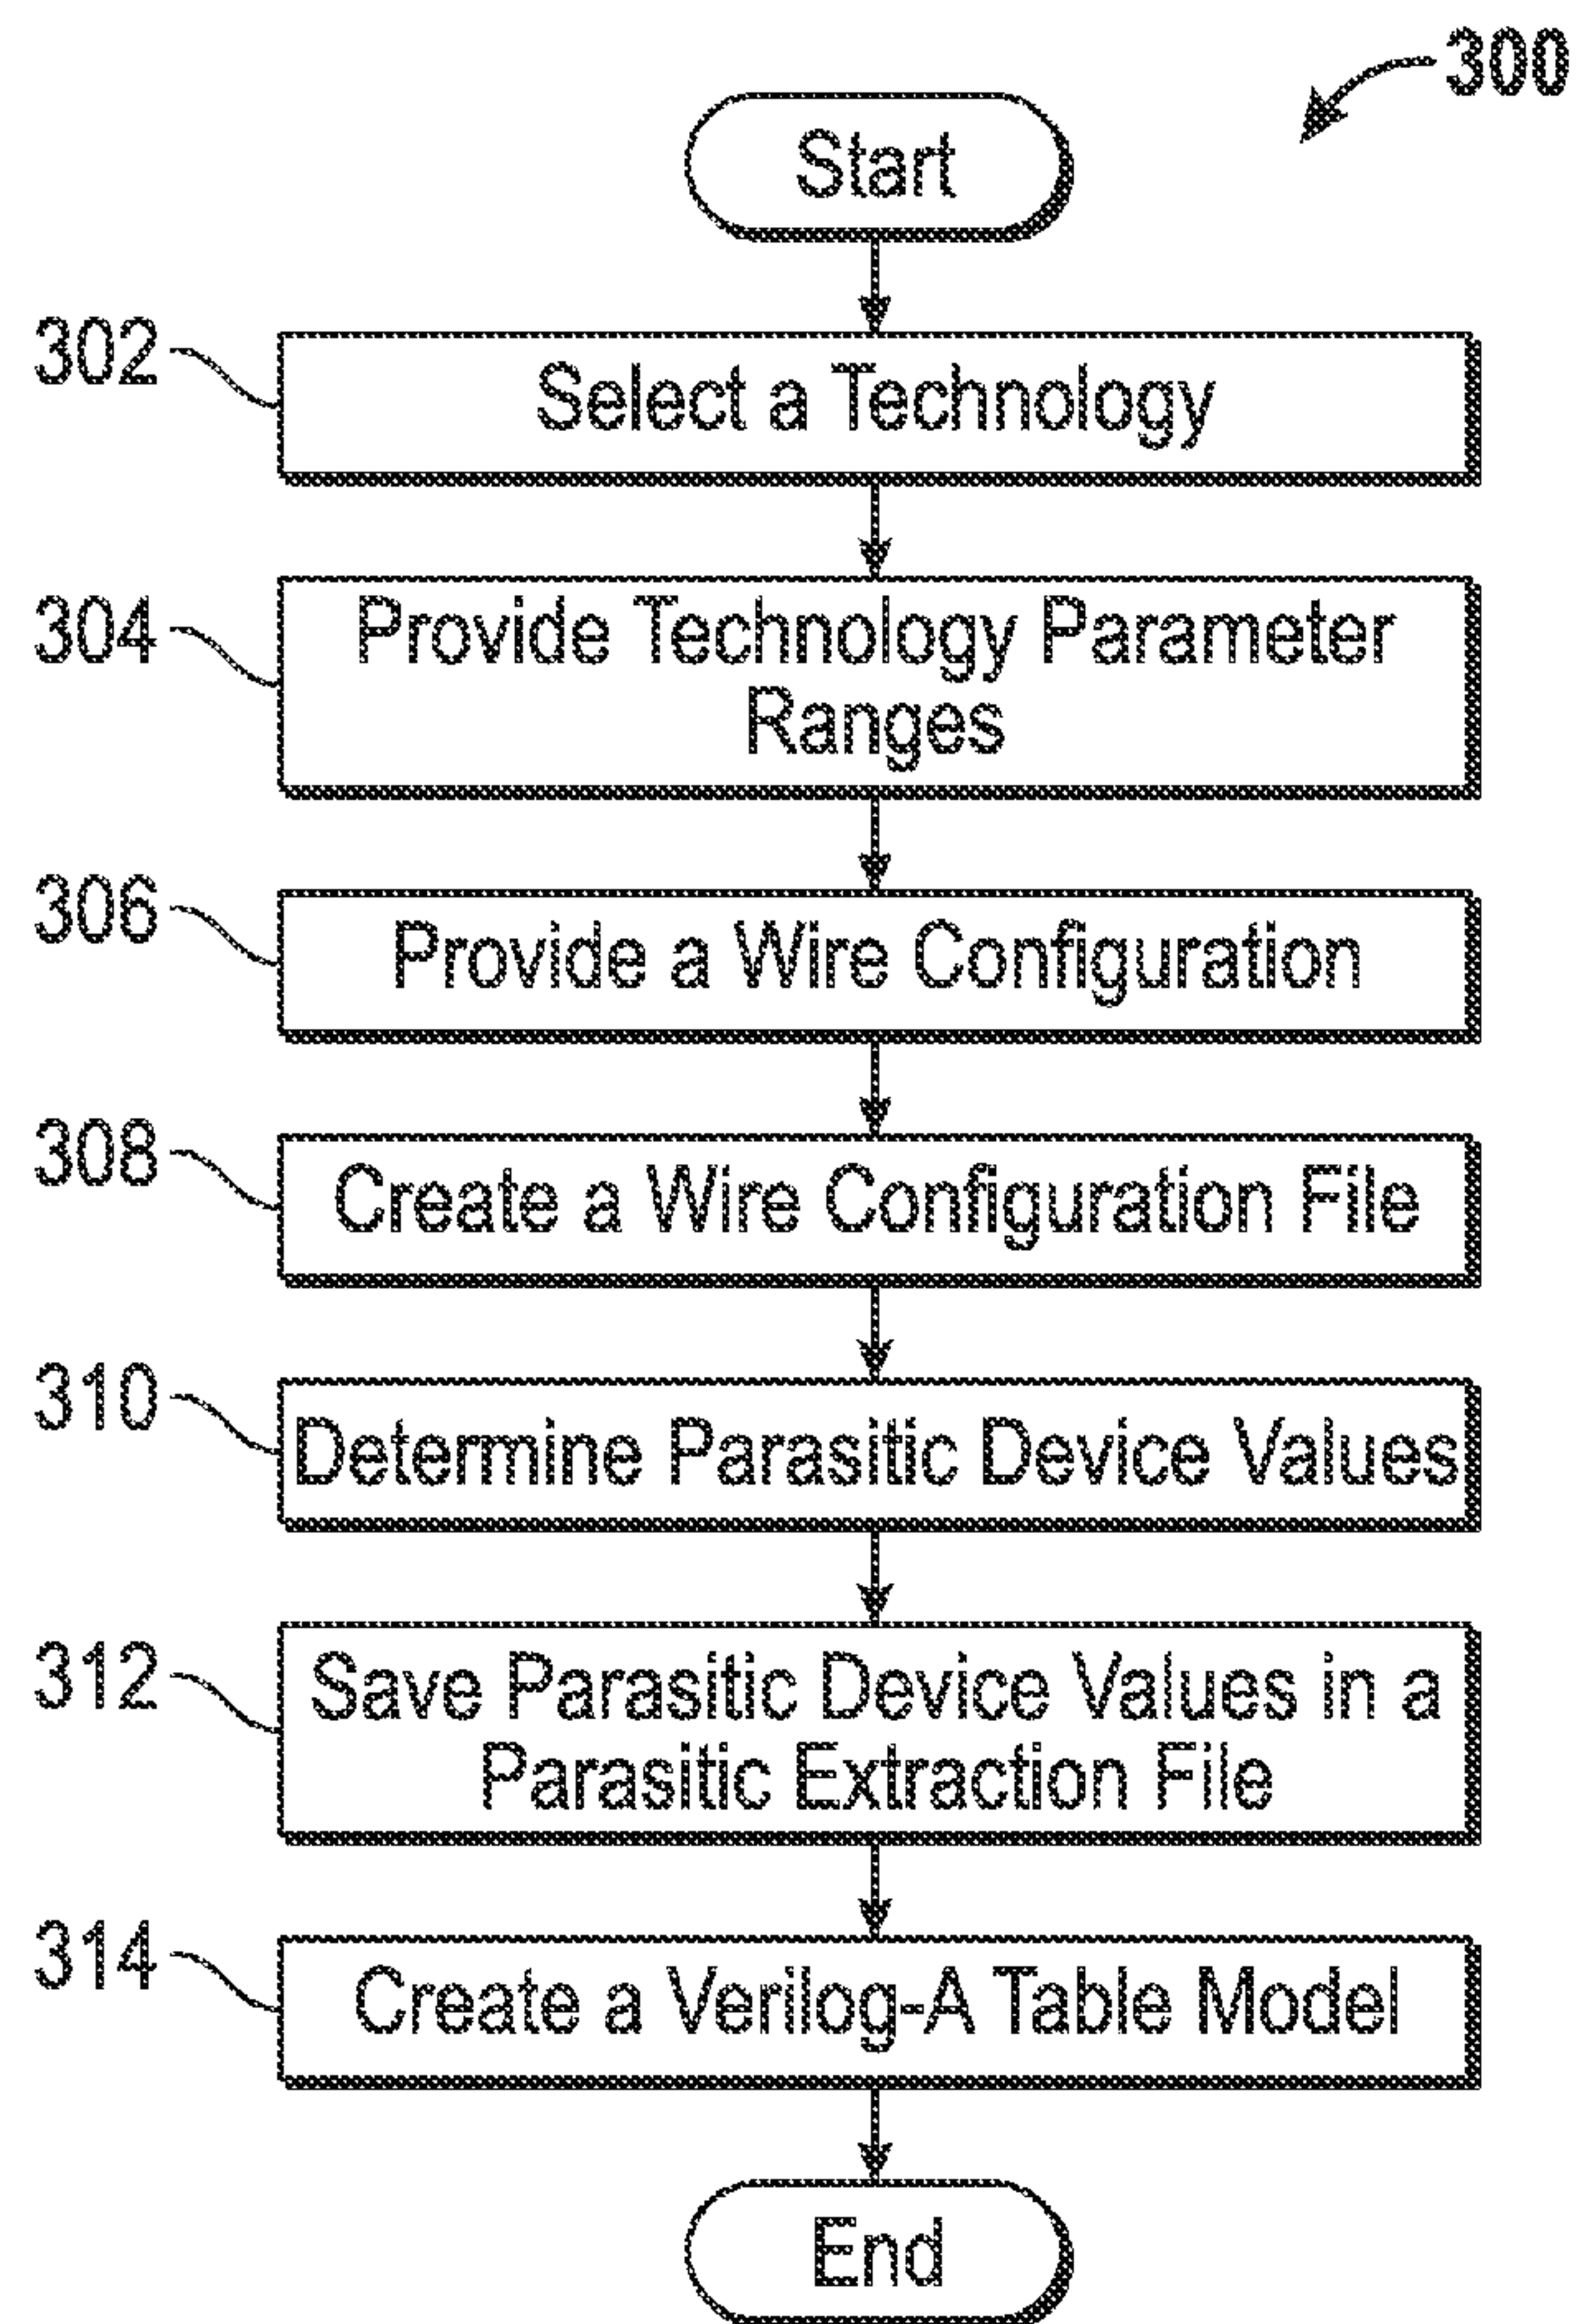 300
Start
302
Select a Technology
304
Provide Technology Parameter
Ranges
306
Provide a Wire Configuration
308
Create a Wire Configuration File
310
Determine Parasitic Device Values
312
Save Parasitic Device Values in a
Parasitic Extraction File
314
Create a Verilog-A Table Model
End